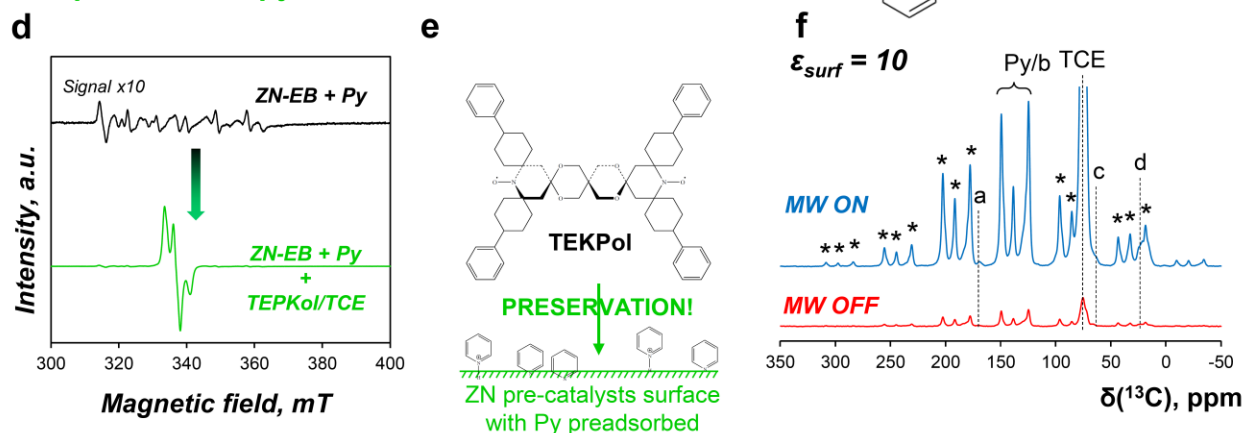 d
Signal x10
ZN-EB + Py
ZN-EB + Py
+
TEPKol/TCE
Intensity, a.u.
300 320 340 360 380 400
Magnetic field, mT
e
O
N
O
O
O
O
N
O
TEKPol
PRESERVATION!
ZN pre-catalysts surface
with Py preadsorbed
f
εsurf = 10
Py/b
TCE
* * * * * * a * * c * * d *
* * *
MW ON
MW OFF
350 300 250 200 150 100 50 0 -50
δ(¹³C), ppm